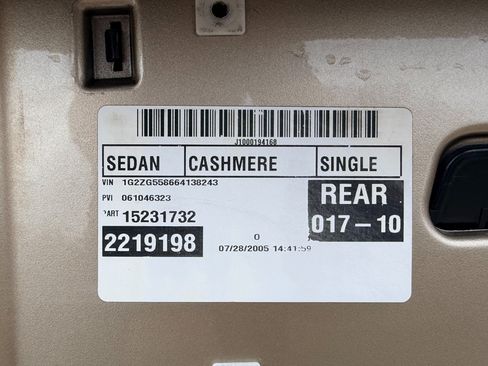 J1000194168
SEDAN CASHMERE SINGLE
VIN 1G2ZG558664138243
PVI 061046323
PART 15231732
REAR
017-10
2219198
0
07/28/2005 14:41:59